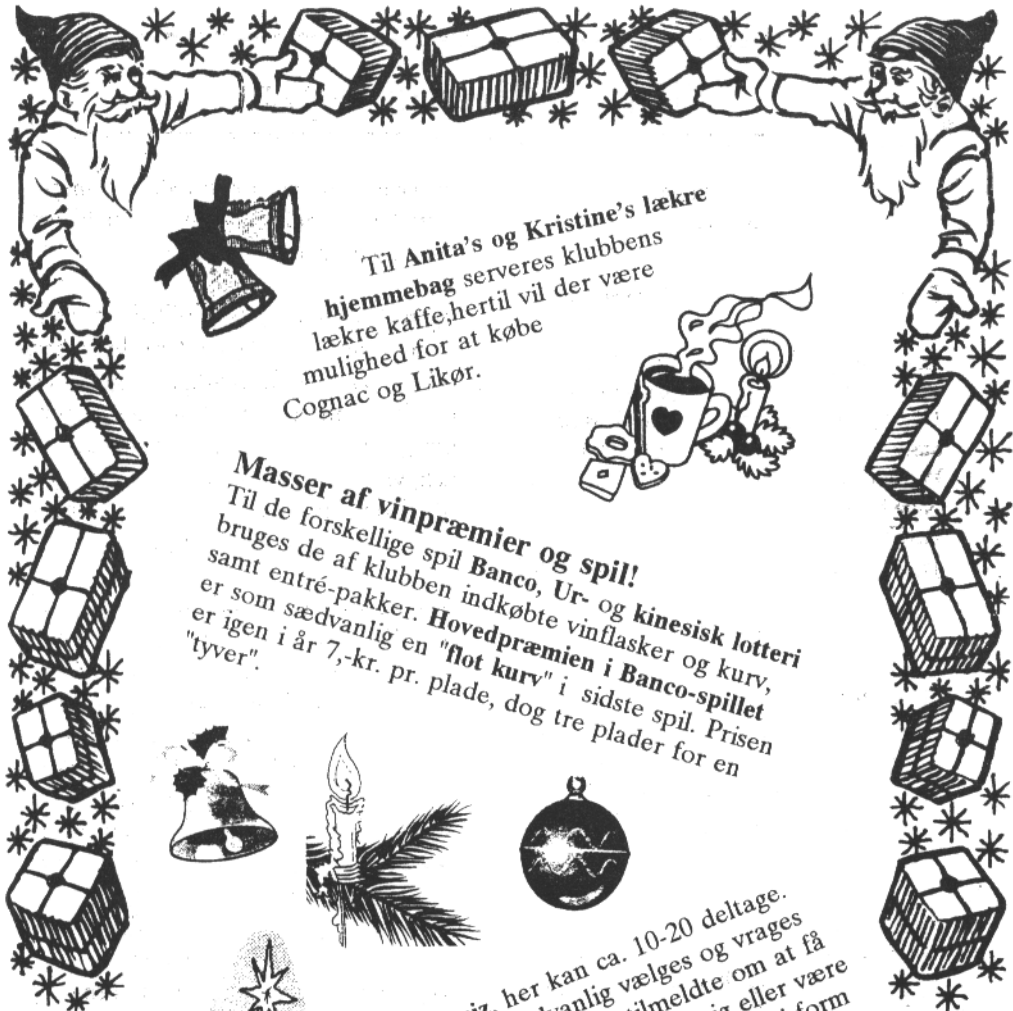 Til Anita's og Kristine's lækre
hjemmebag serveres klubbens
lækre kaffe,hertil vil der være
mulighed for at købe
Cognac og Likør.
Masser af vinpræmier og spil!
Til de forskellige spil Banco, Ur- og kinesisk lotteri
bruges de af klubben indkøbte vinflasker og kurv,
samt entré-pakker. Hovedpræmien i Banco-spillet
er som sædvanlig en "flot kurv" i sidste spil. Prisen
er igen i år 7,-kr. pr. plade, dog tre plader for en
"tyver".
her kan ca. 10-20 deltage.
vælges og vrages
tilmeldte om at få
eller være
form